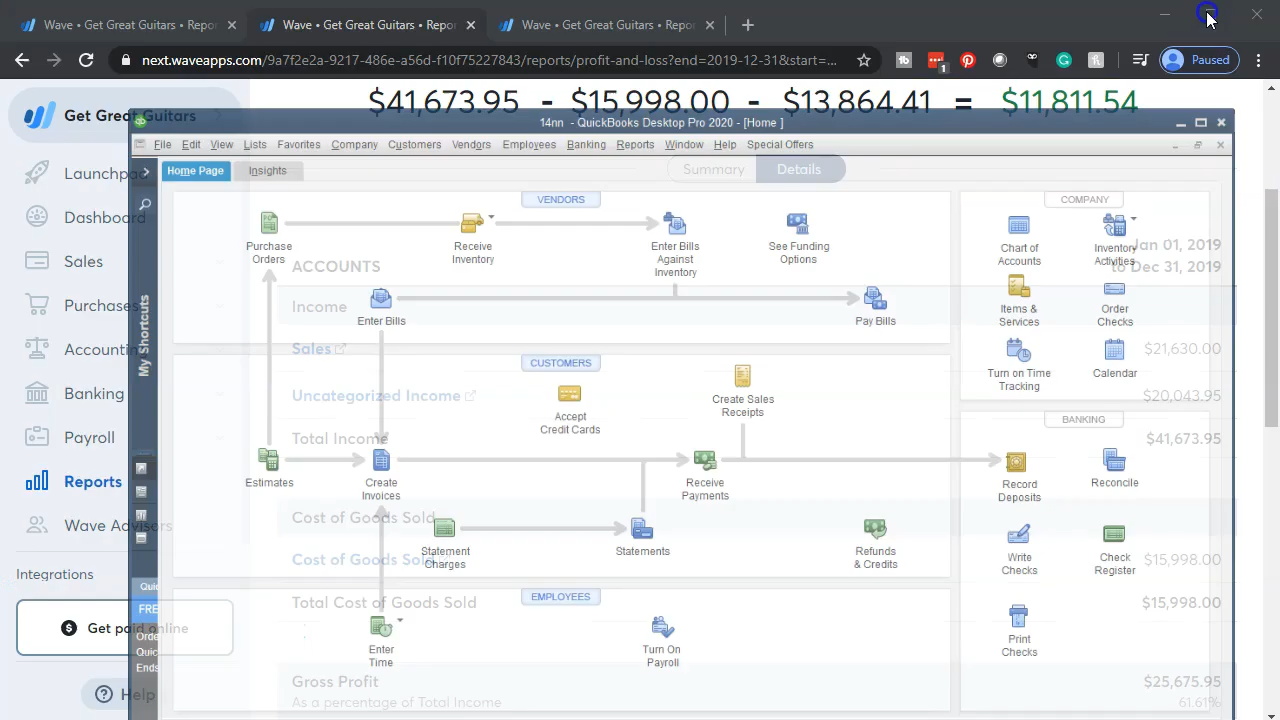 Wave • Get Great Guitars • Repor
Wave • Get Great Guitars • Repor
Wave • Get Great Guitars • Repor
next.waveapps.com/9a7f2e2a-9217-486e-a56d-f10f75227843/reports/profit-and-loss?end=2019-12-31&start=...
1
Paused
$41,673.95 - $15,998.00 - $13,864.41 = $11,811.54
Get Great Guitars
14nn - QuickBooks Desktop Pro 2020 - [Home ]
File Edit View Lists Favorites Company Customers Vendors Employees Banking Reports Window Help Special Offers
Home Page Insights
Summary Details
Launchpad
Dashboard
Sales
Purchases
Accounting
Banking
Payroll
Reports
Wave Advisors
Integrations
Get paid online
Help
My Shortcuts
Quic
FRE
Orde
Quic
Ends
VENDORS
Purchase
Orders
Receive
Inventory
Enter Bills
Against
Inventory
See Funding
Options
Enter Bills
Pay Bills
CUSTOMERS
Accept
Credit Cards
Create Sales
Receipts
Estimates
Create
Invoices
Receive
Payments
Statement
Charges
Statements
Refunds
& Credits
EMPLOYEES
Enter
Time
Turn On
Payroll
COMPANY
Chart of
Accounts
Inventory
Activities
Items &
Services
Order
Checks
Turn on Time
Tracking
Calendar
BANKING
Record
Deposits
Reconcile
Write
Checks
Check
Register
Print
Checks
ACCOUNTS
Jan 01, 2019
to Dec 31, 2019
Income
Sales $21,630.00
Uncategorized Income $20,043.95
Total Income $41,673.95
Cost of Goods Sold
Cost of Goods Sold $15,998.00
Total Cost of Goods Sold $15,998.00
Gross Profit $25,675.95
As a percentage of Total Income 61.61%